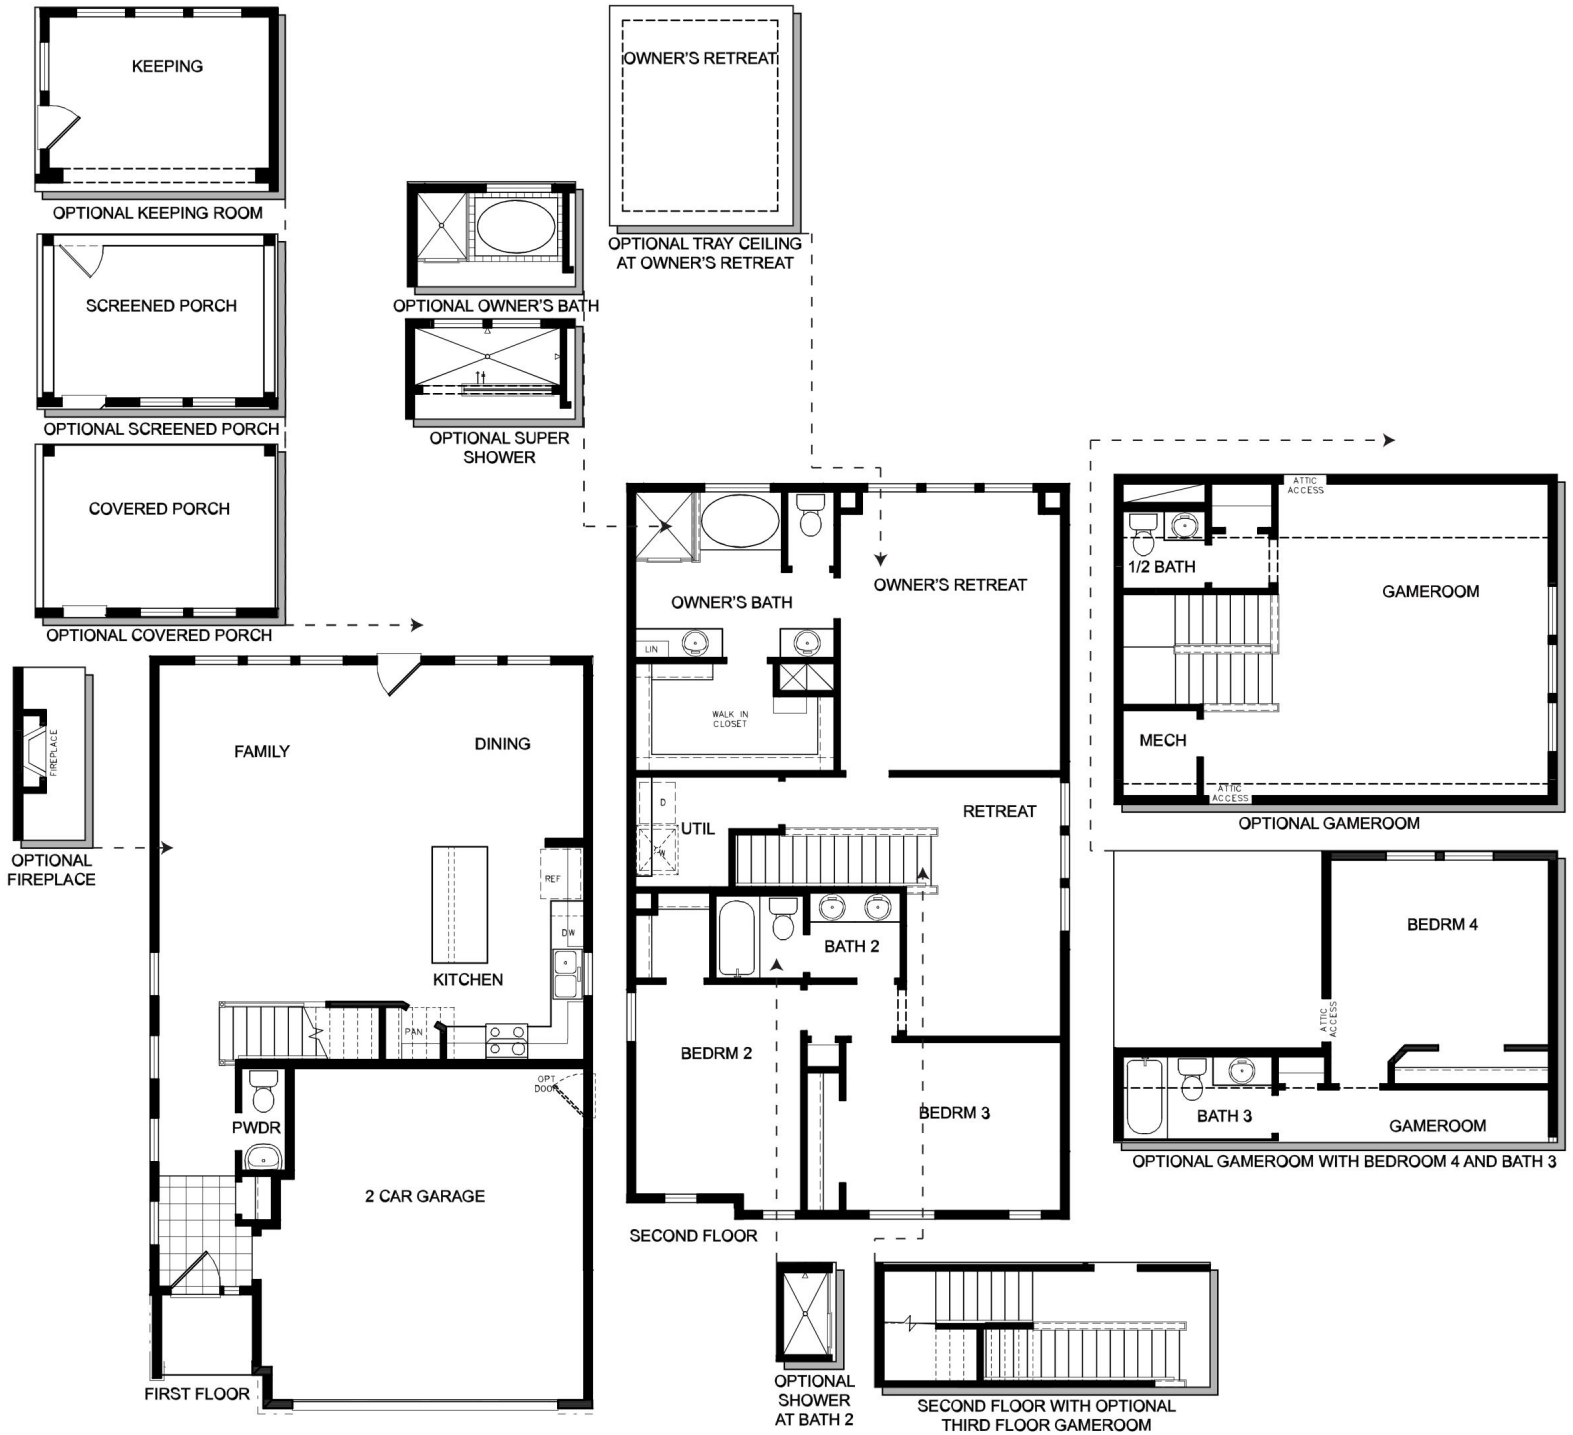 KEEPING
OPTIONAL KEEPING ROOM
SCREENED PORCH
OPTIONAL SCREENED PORCH
COVERED PORCH
OPTIONAL COVERED PORCH
OPTIONAL OWNER'S BATH
OPTIONAL SUPER
SHOWER
OWNER'S RETREAT
OPTIONAL TRAY CEILING
AT OWNER'S RETREAT
FIREPLACE
OPTIONAL
FIREPLACE
FAMILY
DINING
REF
DW
KITCHEN
PAN
OPT
DOOR
PWDR
2 CAR GARAGE
FIRST FLOOR
OWNER'S RETREAT
OWNER'S BATH
LIN
WALK IN
CLOSET
D
UTIL
W
RETREAT
BATH 2
BEDRM 2
BEDRM 3
SECOND FLOOR
OPTIONAL
SHOWER
AT BATH 2
SECOND FLOOR WITH OPTIONAL
THIRD FLOOR GAMEROOM
ATTIC
ACCESS
1/2 BATH
GAMEROOM
MECH
ATTIC
ACCESS
OPTIONAL GAMEROOM
BEDRM 4
ATTIC
ACCESS
BATH 3
GAMEROOM
OPTIONAL GAMEROOM WITH BEDROOM 4 AND BATH 3